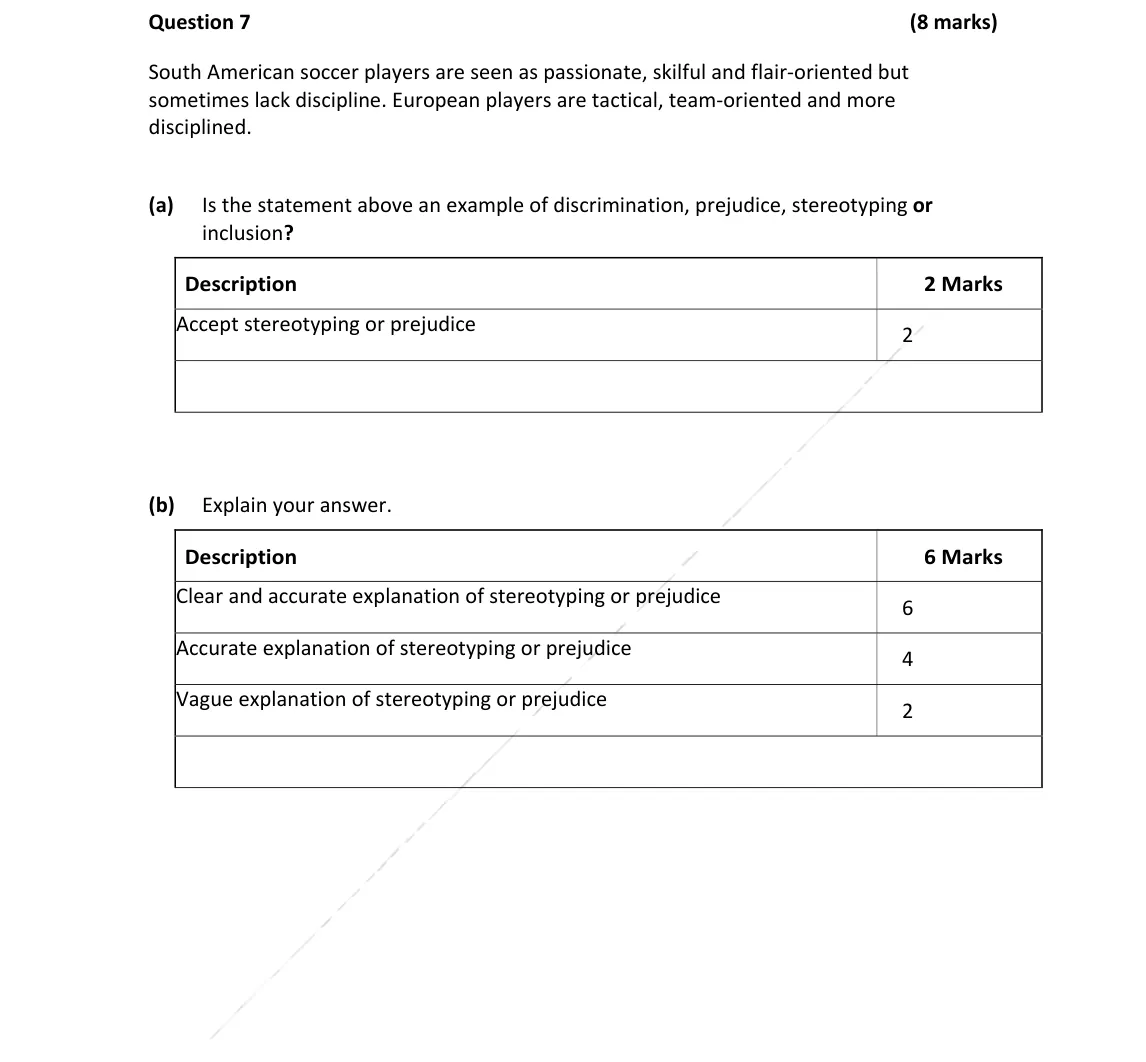 Question 7 (8 marks)
South American soccer players are seen as passionate, skilful and flair-oriented but
sometimes lack discipline. European players are tactical, team-oriented and more
disciplined.
(a) Is the statement above an example of discrimination, prejudice, stereotyping or
inclusion?
Description 2 Marks
Accept stereotyping or prejudice 2
(b) Explain your answer.
Description 6 Marks
Clear and accurate explanation of stereotyping or prejudice 6
Accurate explanation of stereotyping or prejudice 4
Vague explanation of stereotyping or prejudice 2